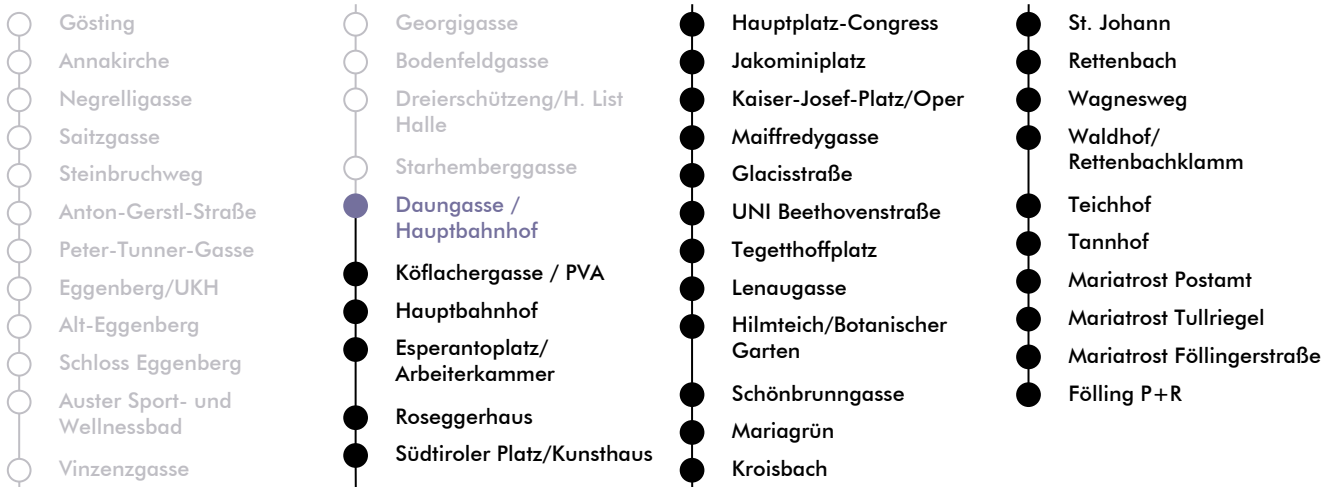 Gösting
Annakirche
Negrelligasse
Saitzgasse
Steinbruchweg
Anton-Gerstl-Straße
Peter-Tunner-Gasse
Eggenberg/UKH
Alt-Eggenberg
Schloss Eggenberg
Auster Sport- und
Wellnessbad
Vinzenzgasse
Georgigasse
Bodenfeldgasse
Dreierschützeng/H. List
Halle
Starhemberggasse
Daungasse /
Hauptbahnhof
Köflachergasse / PVA
Hauptbahnhof
Esperantoplatz/
Arbeiterkammer
Roseggerhaus
Südtiroler Platz/Kunsthaus
Hauptplatz-Congress
Jakominiplatz
Kaiser-Josef-Platz/Oper
Maiffredygasse
Glacisstraße
UNI Beethovenstraße
Tegetthoffplatz
Lenaugasse
Hilmteich/Botanischer
Garten
Schönbrunngasse
Mariagrün
Kroisbach
St. Johann
Rettenbach
Wagnesweg
Waldhof/
Rettenbachklamm
Teichhof
Tannhof
Mariatrost Postamt
Mariatrost Tullriegel
Mariatrost Föllingerstraße
Fölling P+R